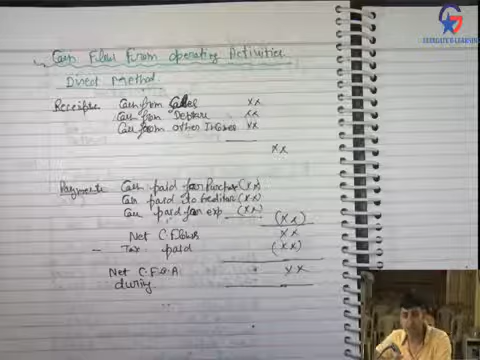 Cash Flow From operating Activities
Direct Method
Receipts Cash from Sales xx
Cash from Debtors xx
Cash from other Incomes xx
xx
Payments Cash paid for Purchase (xx)
Cash paid to Creditors (xx)
Cash paid for exp (xx) (xx)
Net C.Flows xx
- Tax paid (xx)
Net C.F.O.A xx
during
G
GURUGATE E-LEARNING